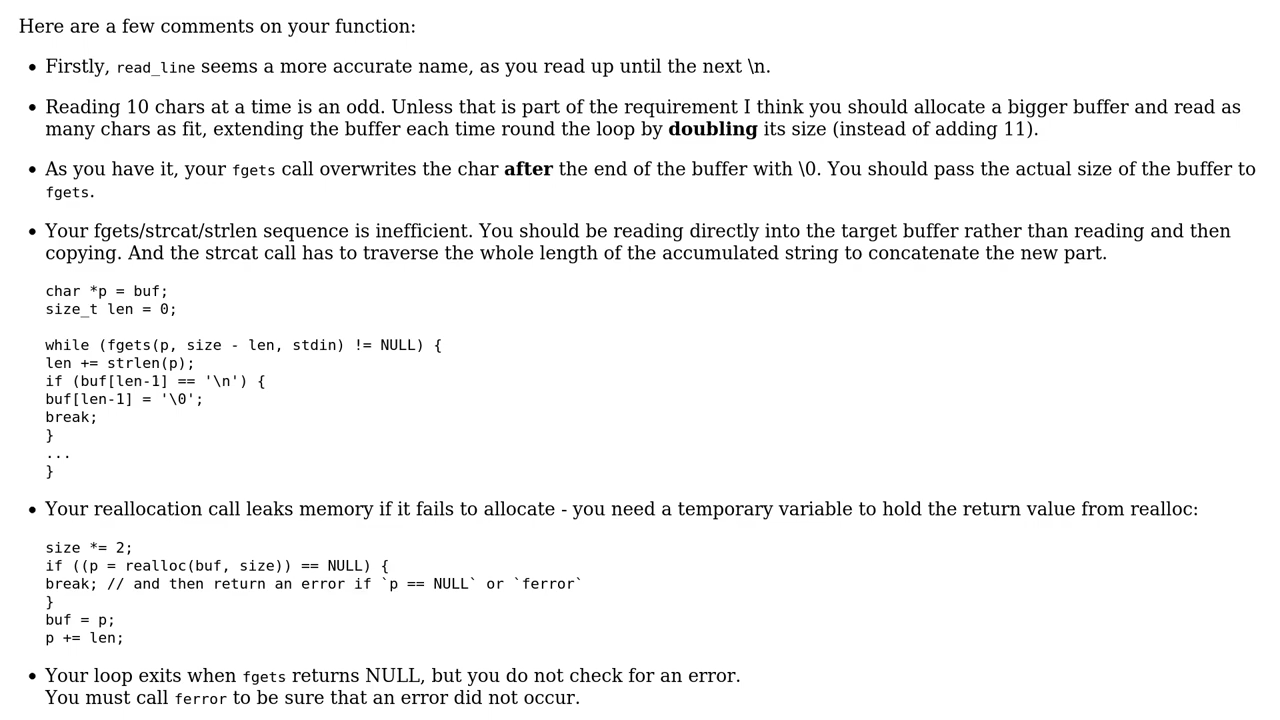 Here are a few comments on your function:
• Firstly, read_line seems a more accurate name, as you read up until the next \n.
• Reading 10 chars at a time is an odd. Unless that is part of the requirement I think you should allocate a bigger buffer and read as
many chars as fit, extending the buffer each time round the loop by doubling its size (instead of adding 11).
• As you have it, your fgets call overwrites the char after the end of the buffer with \0. You should pass the actual size of the buffer to
fgets.
• Your fgets/strcat/strlen sequence is inefficient. You should be reading directly into the target buffer rather than reading and then
copying. And the strcat call has to traverse the whole length of the accumulated string to concatenate the new part.
char *p = buf;
size_t len = 0;
while (fgets(p, size - len, stdin) != NULL) {
len += strlen(p);
if (buf[len-1] == '\n') {
buf[len-1] = '\0';
break;
}
...
}
• Your reallocation call leaks memory if it fails to allocate - you need a temporary variable to hold the return value from realloc:
size *= 2;
if ((p = realloc(buf, size)) == NULL) {
break; // and then return an error if `p == NULL` or `ferror`
}
buf = p;
p += len;
• Your loop exits when fgets returns NULL, but you do not check for an error.
You must call ferror to be sure that an error did not occur.